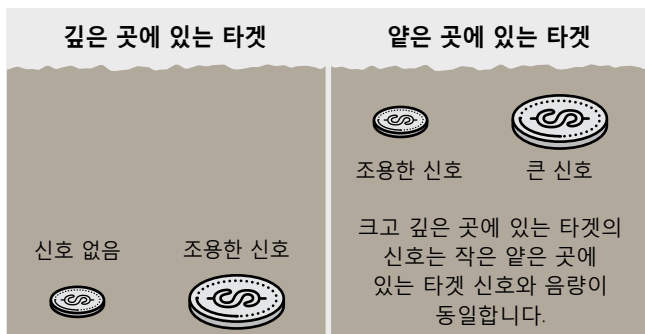 깊은 곳에 있는 타겟
신호 없음
조용한 신호
얕은 곳에 있는 타겟
조용한 신호
큰 신호
크고 깊은 곳에 있는 타겟의
신호는 작은 얕은 곳에
있는 타겟 신호와 음량이
동일합니다.